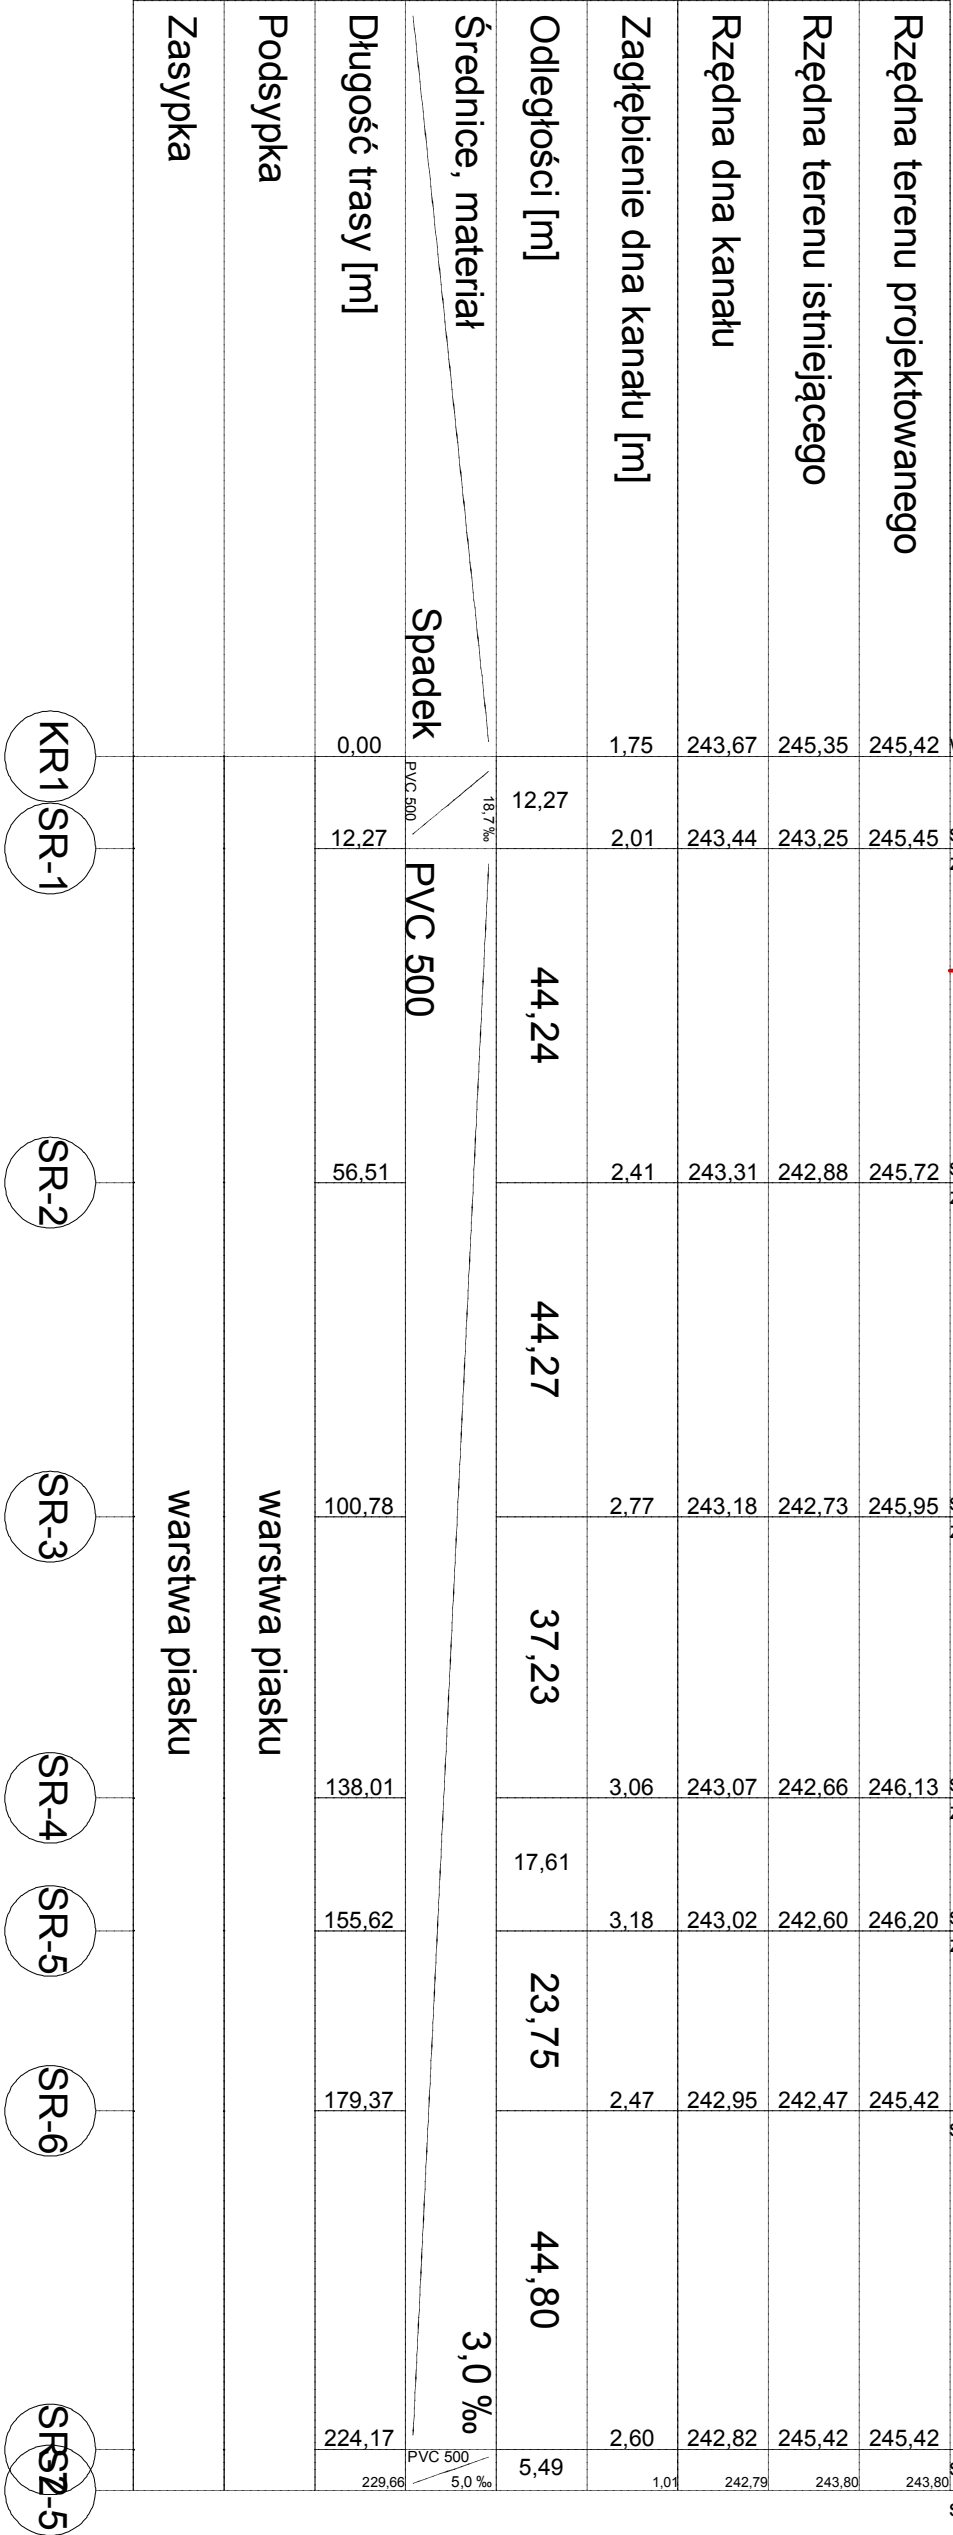 Rzędna terenu projektowanego
245,42 245,45 245,72 245,95 246,13 246,20 245,42 245,42 243,80
Rzędna terenu istniejącego
245,35 243,25 242,88 242,73 242,66 242,60 242,47 245,42 243,80
Rzędna dna kanału
243,67 243,44 243,31 243,18 243,07 243,02 242,95 242,82 242,79
Zagłębienie dna kanału [m]
1,75 2,01 2,41 2,77 3,06 3,18 2,47 2,60 1,01
Odległości [m]
12,27 44,24 44,27 37,23 17,61 23,75 44,80 5,49
Średnice, materiał
Spadek
18,7 ‰ 3,0 ‰ 5,0 ‰
PVC 500 PVC 500 PVC 500
Długość trasy [m]
0,00 12,27 56,51 100,78 138,01 155,62 179,37 224,17 229,66
Podsypka
warstwa piasku
Zasypka
warstwa piasku
KR1 SR-1 SR-2 SR-3 SR-4 SR-5 SR-6